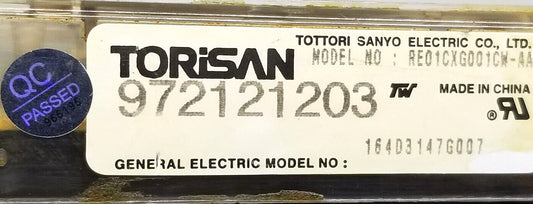 TOTTORI SANYO ELECTRIC CO., LTD.
TORiSAN
MODEL NO : RE01CXG001CW-AA
972121203
MADE IN CHINA
®
QC
PASSED
164D3147G007
GENERAL ELECTRIC MODEL NO :